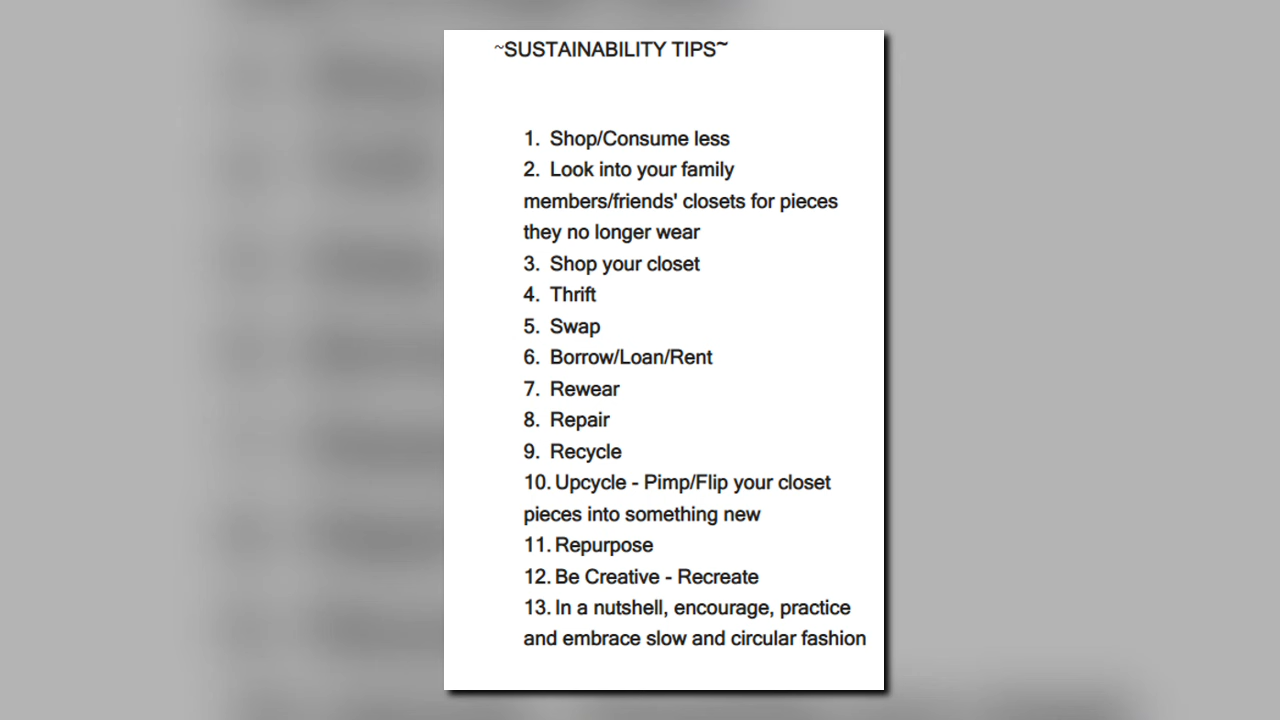 ~SUSTAINABILITY TIPS~
1. Shop/Consume less
2. Look into your family
members/friends' closets for pieces
they no longer wear
3. Shop your closet
4. Thrift
5. Swap
6. Borrow/Loan/Rent
7. Rewear
8. Repair
9. Recycle
10. Upcycle - Pimp/Flip your closet
pieces into something new
11. Repurpose
12. Be Creative - Recreate
13. In a nutshell, encourage, practice
and embrace slow and circular fashion